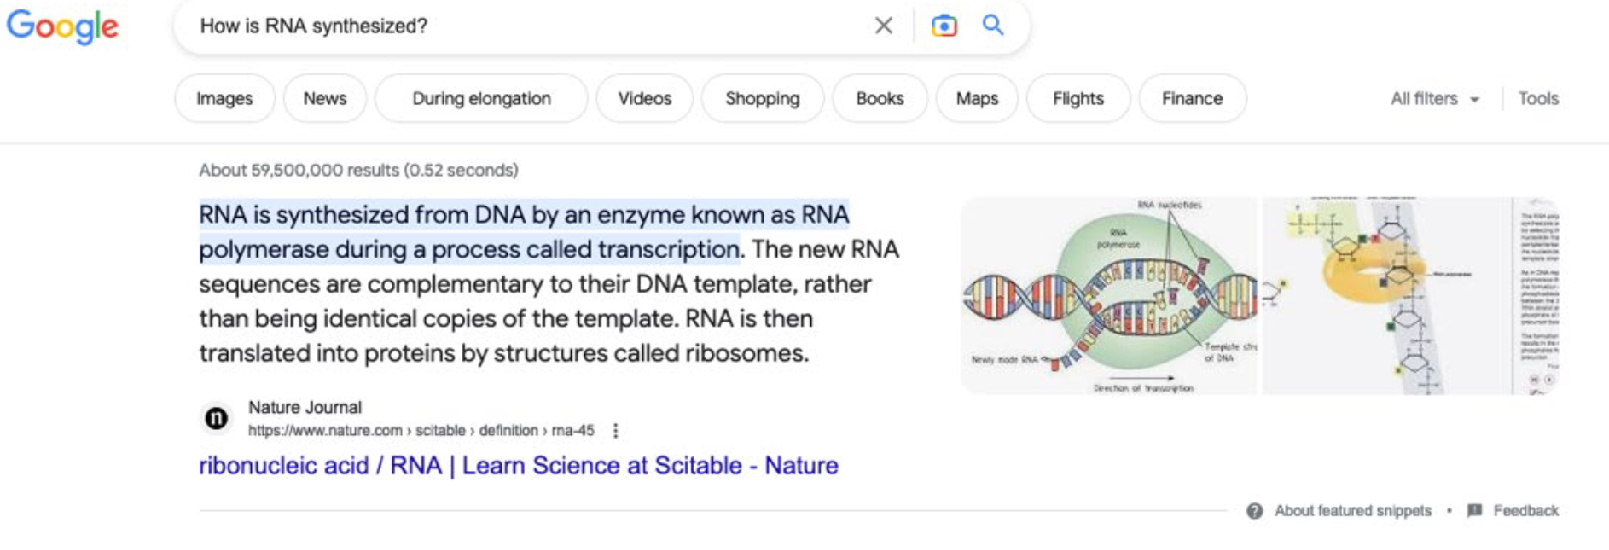 Google
How is RNA synthesized?
Images News During elongation Videos Shopping Books Maps Flights Finance All filters Tools
About 59,500,000 results (0.52 seconds)
RNA is synthesized from DNA by an enzyme known as RNA
polymerase during a process called transcription. The new RNA
sequences are complementary to their DNA template, rather
than being identical copies of the template. RNA is then
translated into proteins by structures called ribosomes.
RNA nucleotides
RNA
polymerase
Newly made RNA
Template
of DNA
Direction of transcription
n
Nature Journal
https://www.nature.com › scitable › definition › rna-45
ribonucleic acid / RNA | Learn Science at Scitable - Nature
About featured snippets • Feedback